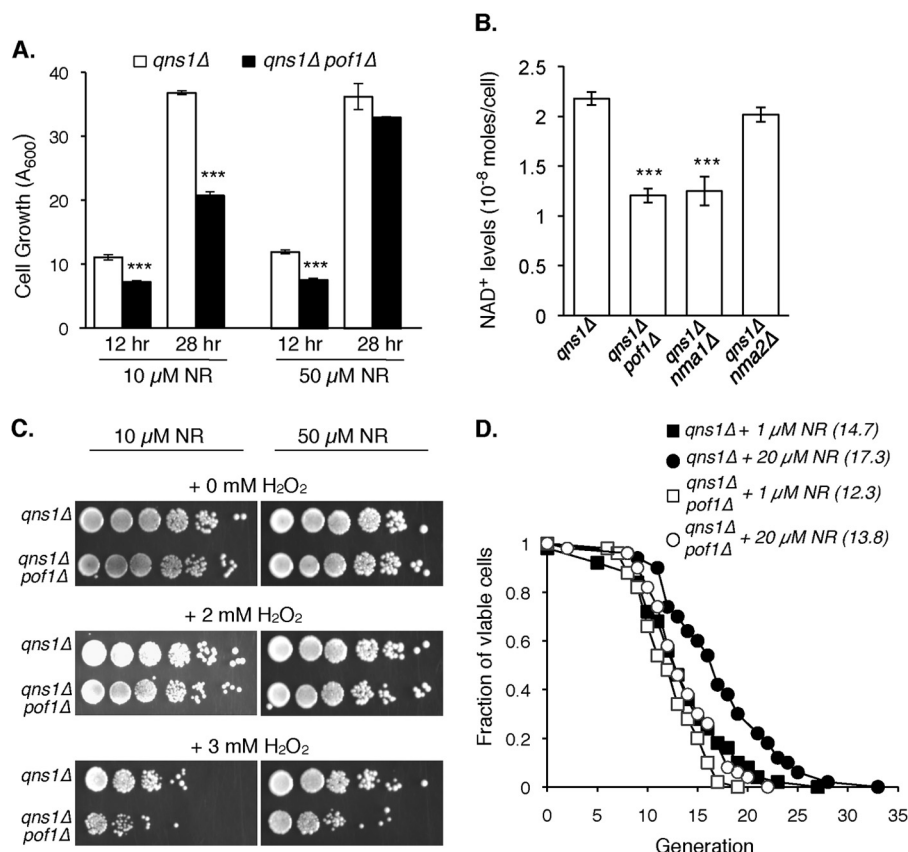 A.
qns1Δ qns1Δ pof1Δ
Cell Growth (A600)
40
30
20
10
0
***
***
***
12 hr 28 hr 12 hr 28 hr
10 µM NR 50 µM NR
B.
NAD+ levels (10-8 moles/cell)
2.5
2
1.5
1
0.5
0
*** ***
qns1Δ
qns1Δ
pof1Δ
qns1Δ
nma1Δ
qns1Δ
nma2Δ
C.
10 µM NR 50 µM NR
+ 0 mM H2O2
qns1Δ
qns1Δ
pof1Δ
+ 2 mM H2O2
qns1Δ
qns1Δ
pof1Δ
+ 3 mM H2O2
qns1Δ
qns1Δ
pof1Δ
D.
qns1Δ + 1 µM NR (14.7)
qns1Δ + 20 µM NR (17.3)
qns1Δ
pof1Δ + 1 µM NR (12.3)
qns1Δ
pof1Δ + 20 µM NR (13.8)
Fraction of viable cells
1
0.8
0.6
0.4
0.2
0
0 5 10 15 20 25 30 35
Generation